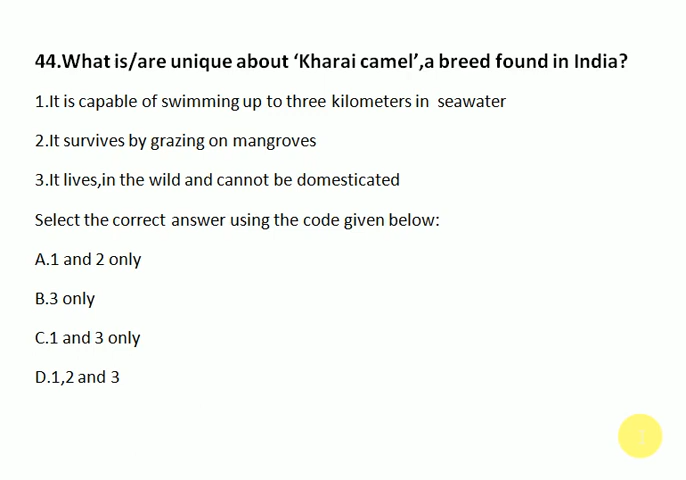 44.What is/are unique about ‘Kharai camel’,a breed found in India?
1.It is capable of swimming up to three kilometers in seawater
2.It survives by grazing on mangroves
3.It lives,in the wild and cannot be domesticated
Select the correct answer using the code given below:
A.1 and 2 only
B.3 only
C.1 and 3 only
D.1,2 and 3